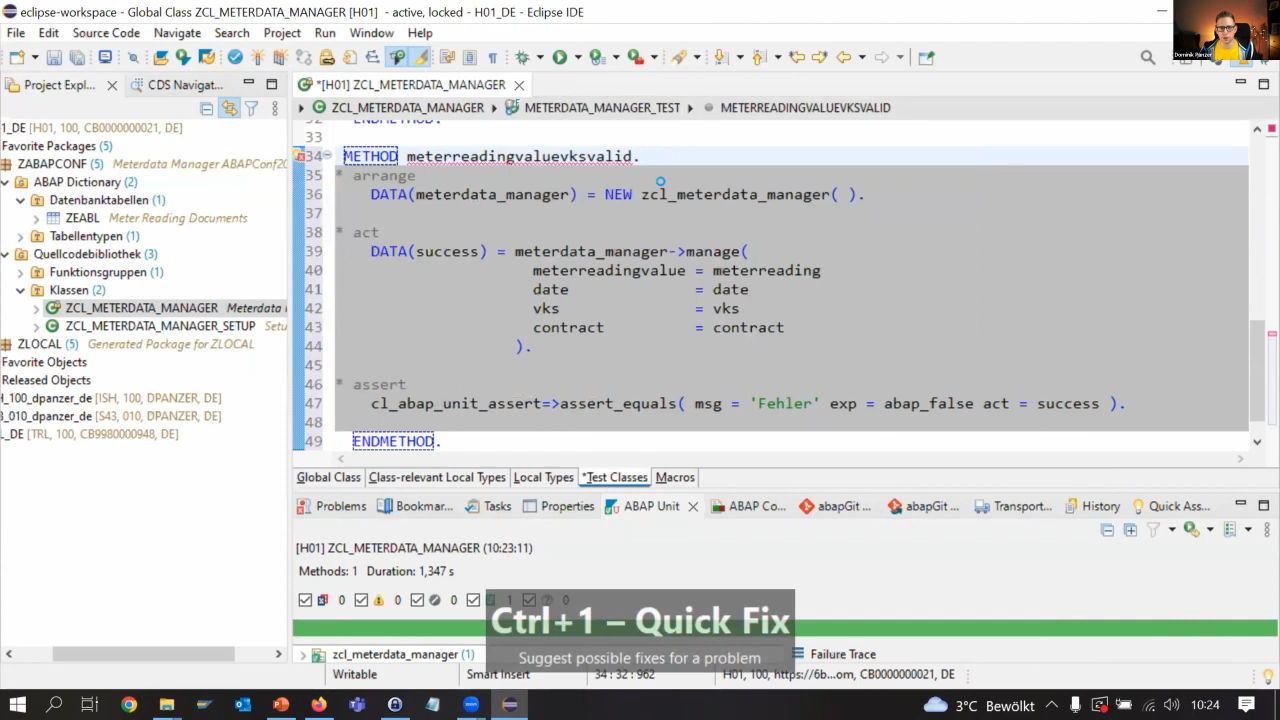 eclipse-workspace - Global Class ZCL_METERDATA_MANAGER [H01] - active, locked - H01_DE - Eclipse IDE
File Edit Source Code Navigate Search Project Run Window Help
Dominik Panzer
Project Expl... CDS Navigat...
*[H01] ZCL_METERDATA_MANAGER
ZCL_METERDATA_MANAGER METERDATA_MANAGER_TEST METERREADINGVALUEVKSVALID
1_DE [H01, 100, CB0000000021, DE]
Favorite Packages (5)
ZABAPCONF (5) Meterdata Manager ABAPConf20
ABAP Dictionary (2)
Datenbanktabellen (1)
ZEABL Meter Reading Documents
Tabellentypen (1)
Quellcodebibliothek (3)
Funktionsgruppen (1)
Klassen (2)
ZCL_METERDATA_MANAGER Meterdata
ZCL_METERDATA_MANAGER_SETUP Setu
ZLOCAL (5) Generated Package for ZLOCAL
Favorite Objects
Released Objects
H_100_dpanzer_de [ISH, 100, DPANZER, DE]
3_010_dpanzer_de [S43, 010, DPANZER, DE]
L_DE [TRL, 100, CB9980000948, DE]
32 ENDMETHOD.
33
34 METHOD meterreadingvaluevksvalid.
35 * arrange
36 DATA(meterdata_manager) = NEW zcl_meterdata_manager( ).
37
38 * act
39 DATA(success) = meterdata_manager->manage(
40 meterreadingvalue = meterreading
41 date = date
42 vks = vks
43 contract = contract
44 ).
45
46 * assert
47 cl_abap_unit_assert=>assert_equals( msg = 'Fehler' exp = abap_false act = success ).
48
49 ENDMETHOD.
Global Class Class-relevant Local Types Local Types *Test Classes Macros
Problems Bookmar... Tasks Properties ABAP Unit ABAP Co... abapGit ... abapGit ... Transport... History Quick Ass...
[H01] ZCL_METERDATA_MANAGER (10:23:11)
Methods: 1 Duration: 1,347 s
0 0 0 1 0
Ctrl+1 – Quick Fix
Suggest possible fixes for a problem
zcl_meterdata_manager (1)
Failure Trace
Writable Smart Insert 34 : 32 : 962 H01, 100, https://6b...om, CB0000000021, DE
3°C Bewölkt 10:24